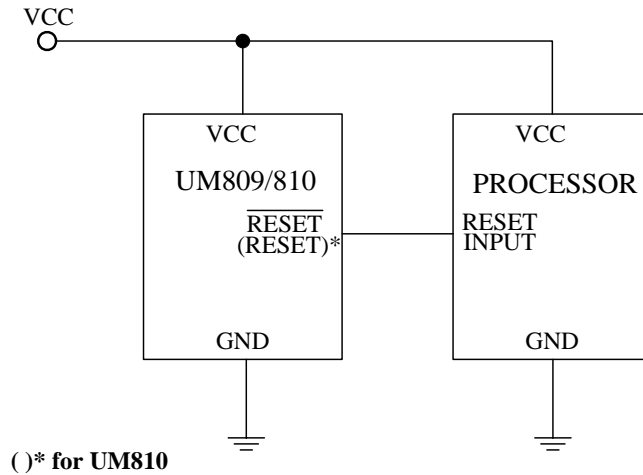 VCC
VCC
UM809/810
RESET
(RESET)*
GND
VCC
PROCESSOR
RESET
INPUT
GND
( )* for UM810